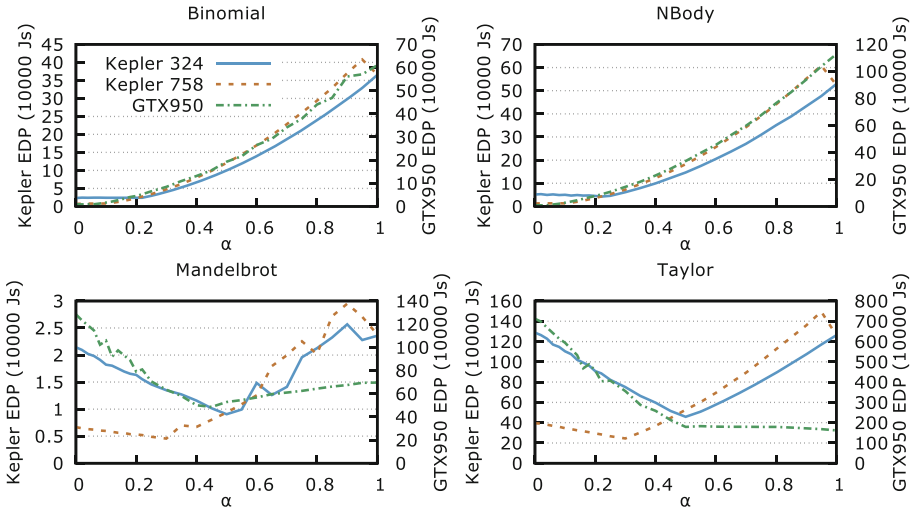 Binomial
Kepler EDP (10000 Js)
45
40
35
30
25
20
15
10
5
0
Kepler 324
Kepler 758
GTX950
70
60
50
40
30
20
10
0
GTX950 EDP (100000 Js)
0 0.2 0.4 0.6 0.8 1
α
NBody
Kepler EDP (10000 Js)
70
60
50
40
30
20
10
0
120
100
80
60
40
20
0
GTX950 EDP (100000 Js)
0 0.2 0.4 0.6 0.8 1
α
Mandelbrot
Kepler EDP (10000 Js)
3
2.5
2
1.5
1
0.5
0
140
120
100
80
60
40
20
0
GTX950 EDP (10000 Js)
0 0.2 0.4 0.6 0.8 1
α
Taylor
Kepler EDP (10000 Js)
160
140
120
100
80
60
40
20
0
800
700
600
500
400
300
200
100
0
GTX950 EDP (10000 Js)
0 0.2 0.4 0.6 0.8 1
α